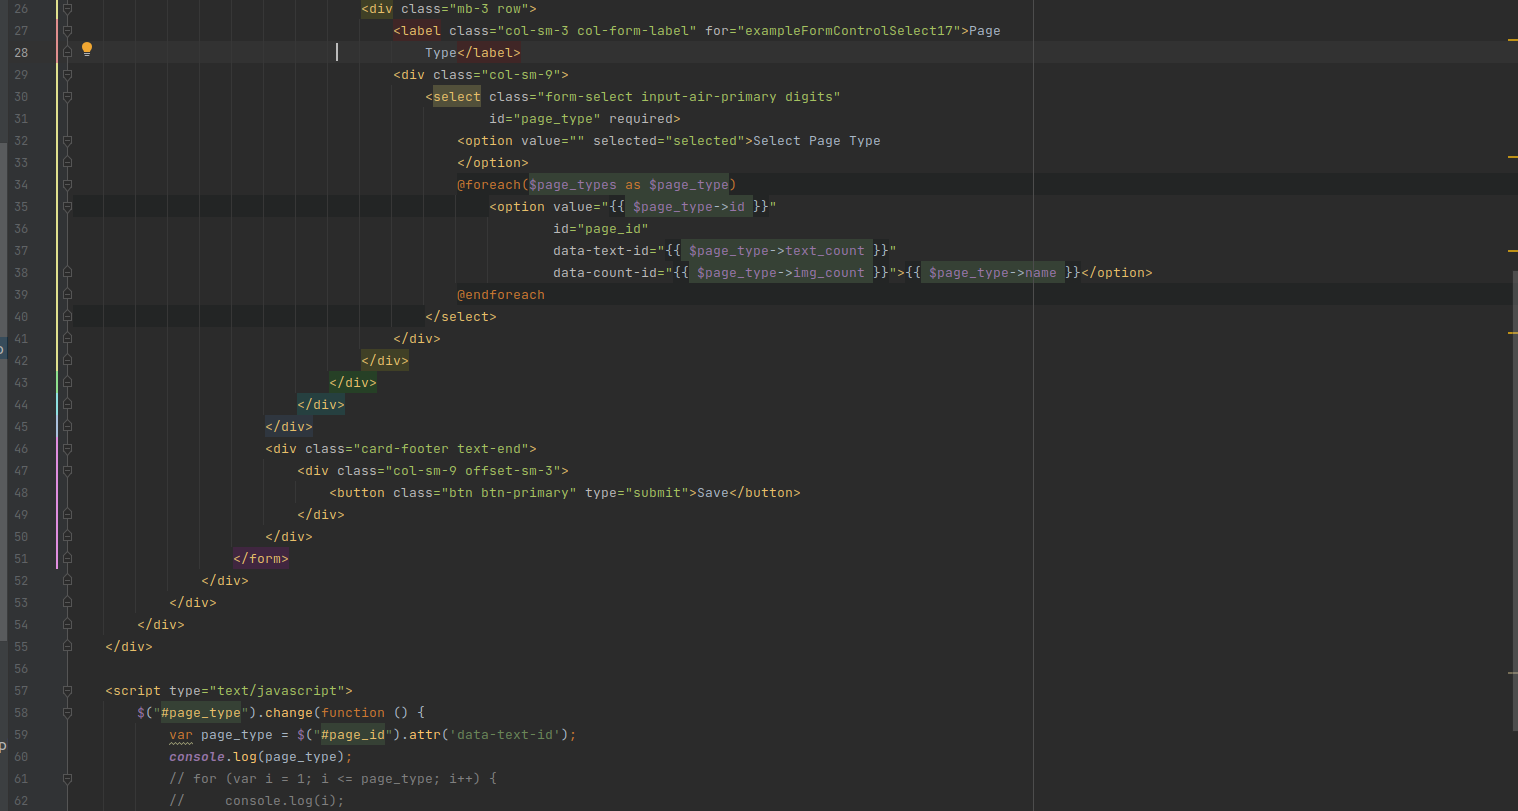 26 <div class="mb-3 row">
27 <label class="col-sm-3 col-form-label" for="exampleFormControlSelect17">Page
28 Type</label>
29 <div class="col-sm-9">
30 <select class="form-select input-air-primary digits"
31 id="page_type" required>
32 <option value="" selected="selected">Select Page Type
33 </option>
34 @foreach($page_types as $page_type)
35 <option value="{{ $page_type->id }}"
36 id="page_id"
37 data-text-id="{{ $page_type->text_count }}"
38 data-count-id="{{ $page_type->img_count }}">{{ $page_type->name }}</option>
39 @endforeach
40 </select>
41 </div>
42 </div>
43 </div>
44 </div>
45 </div>
46 <div class="card-footer text-end">
47 <div class="col-sm-9 offset-sm-3">
48 <button class="btn btn-primary" type="submit">Save</button>
49 </div>
50 </div>
51 </form>
52 </div>
53 </div>
54 </div>
55 </div>
56
57 <script type="text/javascript">
58 $("#page_type").change(function () {
59 var page_type = $("#page_id").attr('data-text-id');
60 console.log(page_type);
61 // for (var i = 1; i <= page_type; i++) {
62 // console.log(i);